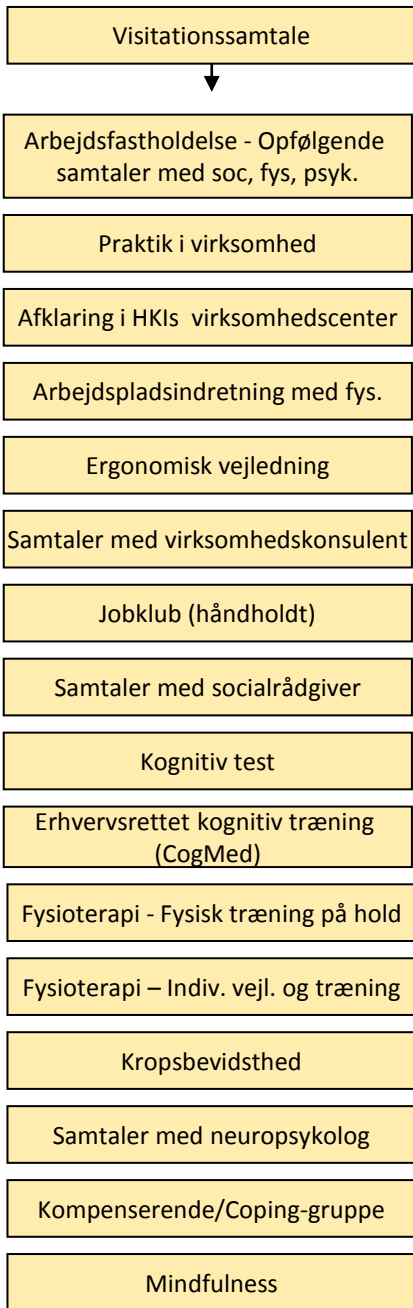 Visitationssamtale
Arbejdsfastholdelse - Opfølgende
samtaler med soc, fys, psyk.
Praktik i virksomhed
Afklaring i HKIs virksomhedscenter
Arbejdspladsindretning med fys.
Ergonomisk vejledning
Samtaler med virksomhedskonsulent
Jobklub (håndholdt)
Samtaler med socialrådgiver
Kognitiv test
Erhvervsrettet kognitiv træning
(CogMed)
Fysioterapi - Fysisk træning på hold
Fysioterapi – Indiv. vejl. og træning
Kropsbevidsthed
Samtaler med neuropsykolog
Kompenserende/Coping-gruppe
Mindfulness